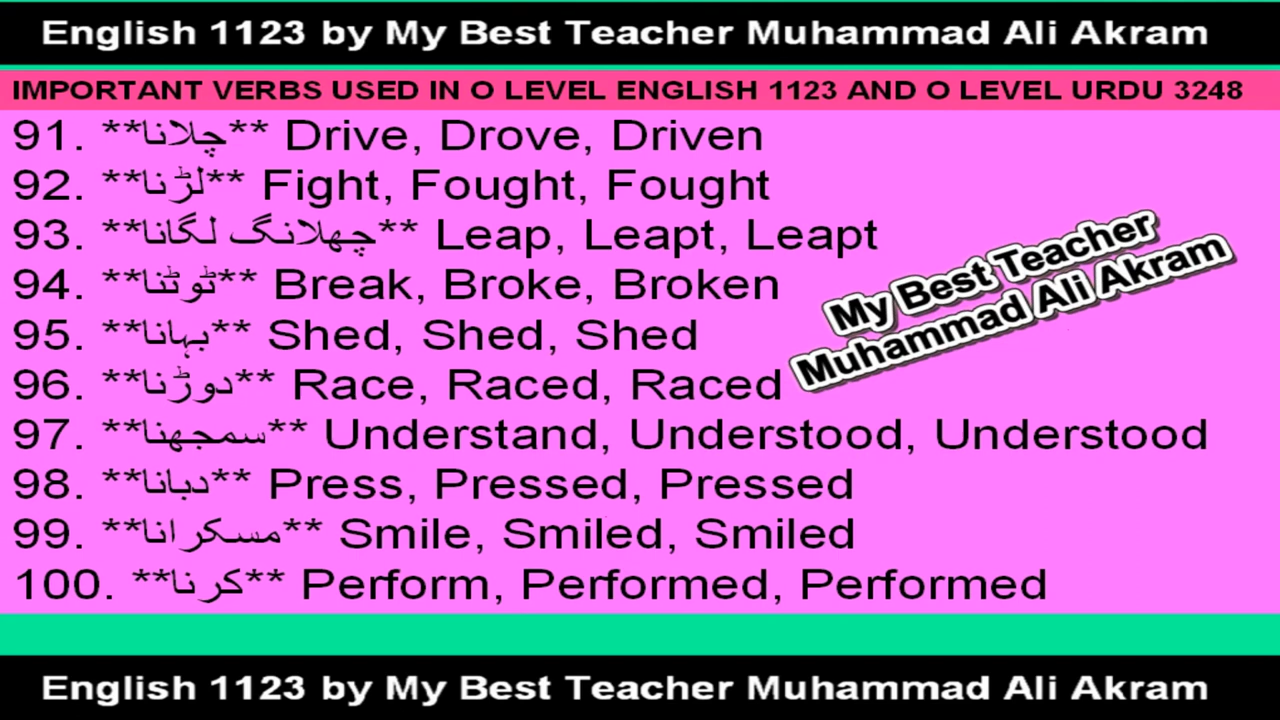 English 1123 by My Best Teacher Muhammad Ali Akram
IMPORTANT VERBS USED IN O LEVEL ENGLISH 1123 AND O LEVEL URDU 3248
91. **چلانا** Drive, Drove, Driven
92. **لڑنا** Fight, Fought, Fought
93. **چھلانگ لگانا** Leap, Leapt, Leapt
94. **ٹوٹنا** Break, Broke, Broken
95. **بہانا** Shed, Shed, Shed
96. **دوڑنا** Race, Raced, Raced
97. **سمجھنا** Understand, Understood, Understood
98. **دبانا** Press, Pressed, Pressed
99. **مسکرانا** Smile, Smiled, Smiled
100. **کرنا** Perform, Performed, Performed
My Best Teacher
Muhammad Ali Akram
English 1123 by My Best Teacher Muhammad Ali Akram